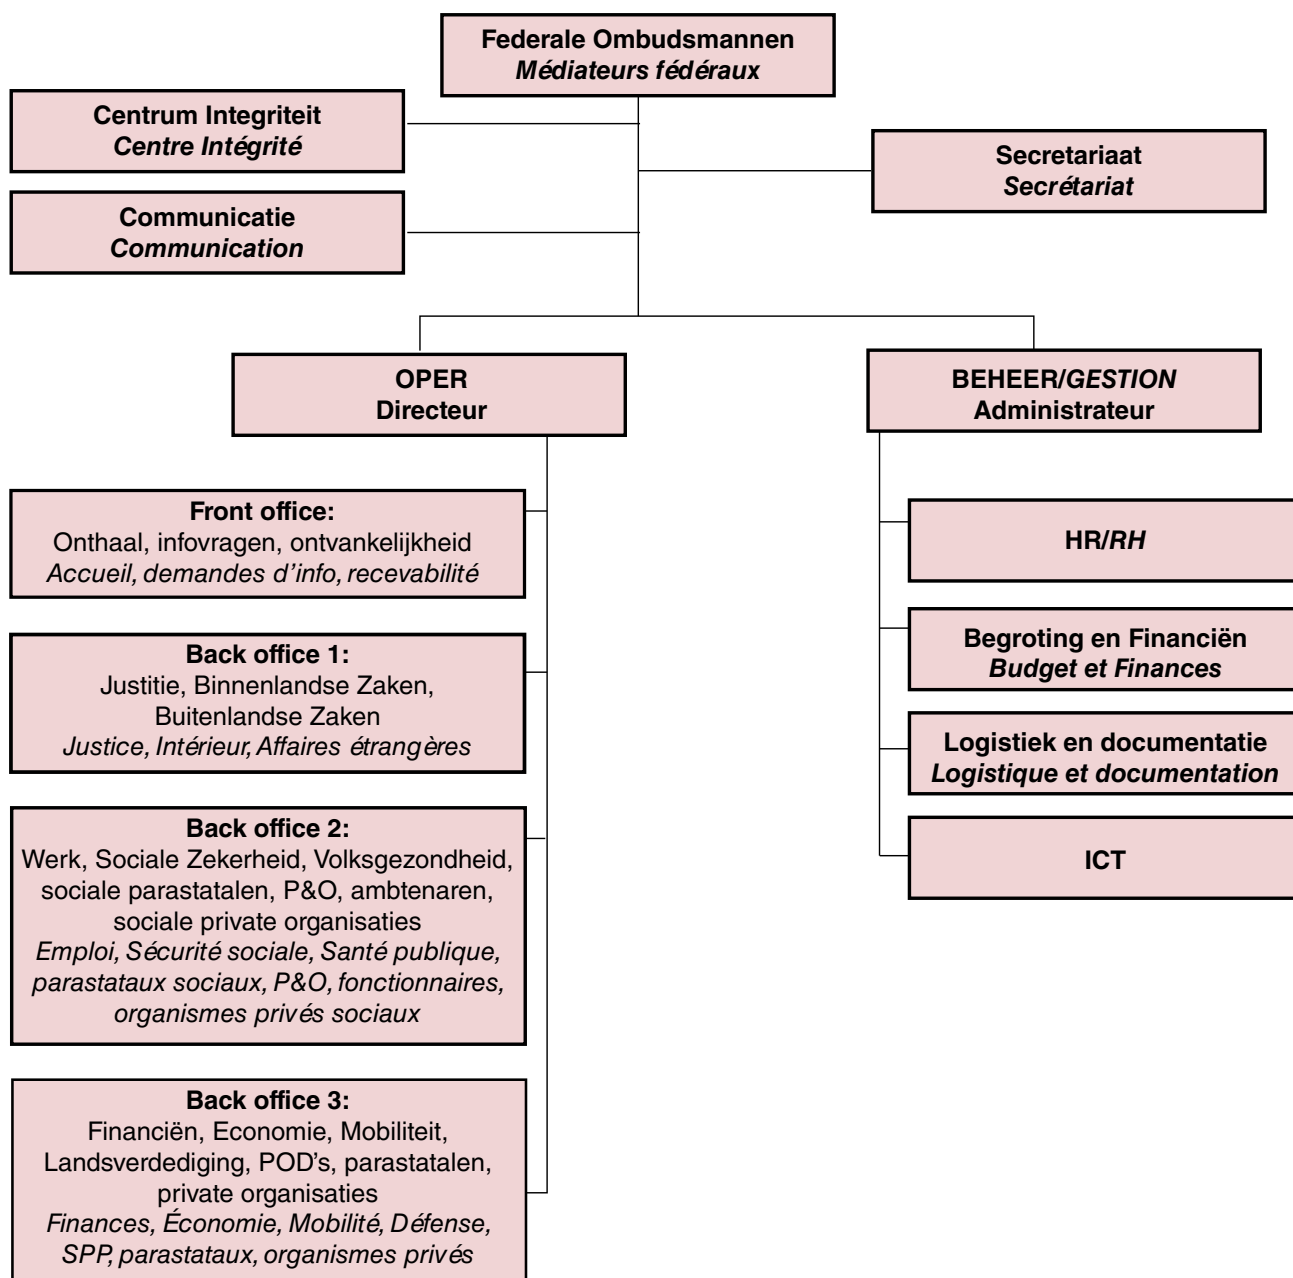 Federale Ombudsmannen
Médiateurs fédéraux
Centrum Integriteit
Centre Intégrité
Secretariaat
Secrétariat
Communicatie
Communication
OPER
Directeur
BEHEER/GESTION
Administrateur
Front office:
Onthaal, infovragen, ontvankelijkheid
Accueil, demandes d'info, recevabilité
Back office 1:
Justitie, Binnenlandse Zaken,
Buitenlandse Zaken
Justice, Intérieur, Affaires étrangères
Back office 2:
Werk, Sociale Zekerheid, Volksgezondheid,
sociale parastatalen, P&O, ambtenaren,
sociale private organisaties
Emploi, Sécurité sociale, Santé publique,
parastataux sociaux, P&O, fonctionnaires,
organismes privés sociaux
Back office 3:
Financiën, Economie, Mobiliteit,
Landsverdediging, POD's, parastatalen,
private organisaties
Finances, Économie, Mobilité, Défense,
SPP, parastataux, organismes privés
HR/RH
Begroting en Financiën
Budget et Finances
Logistiek en documentatie
Logistique et documentation
ICT